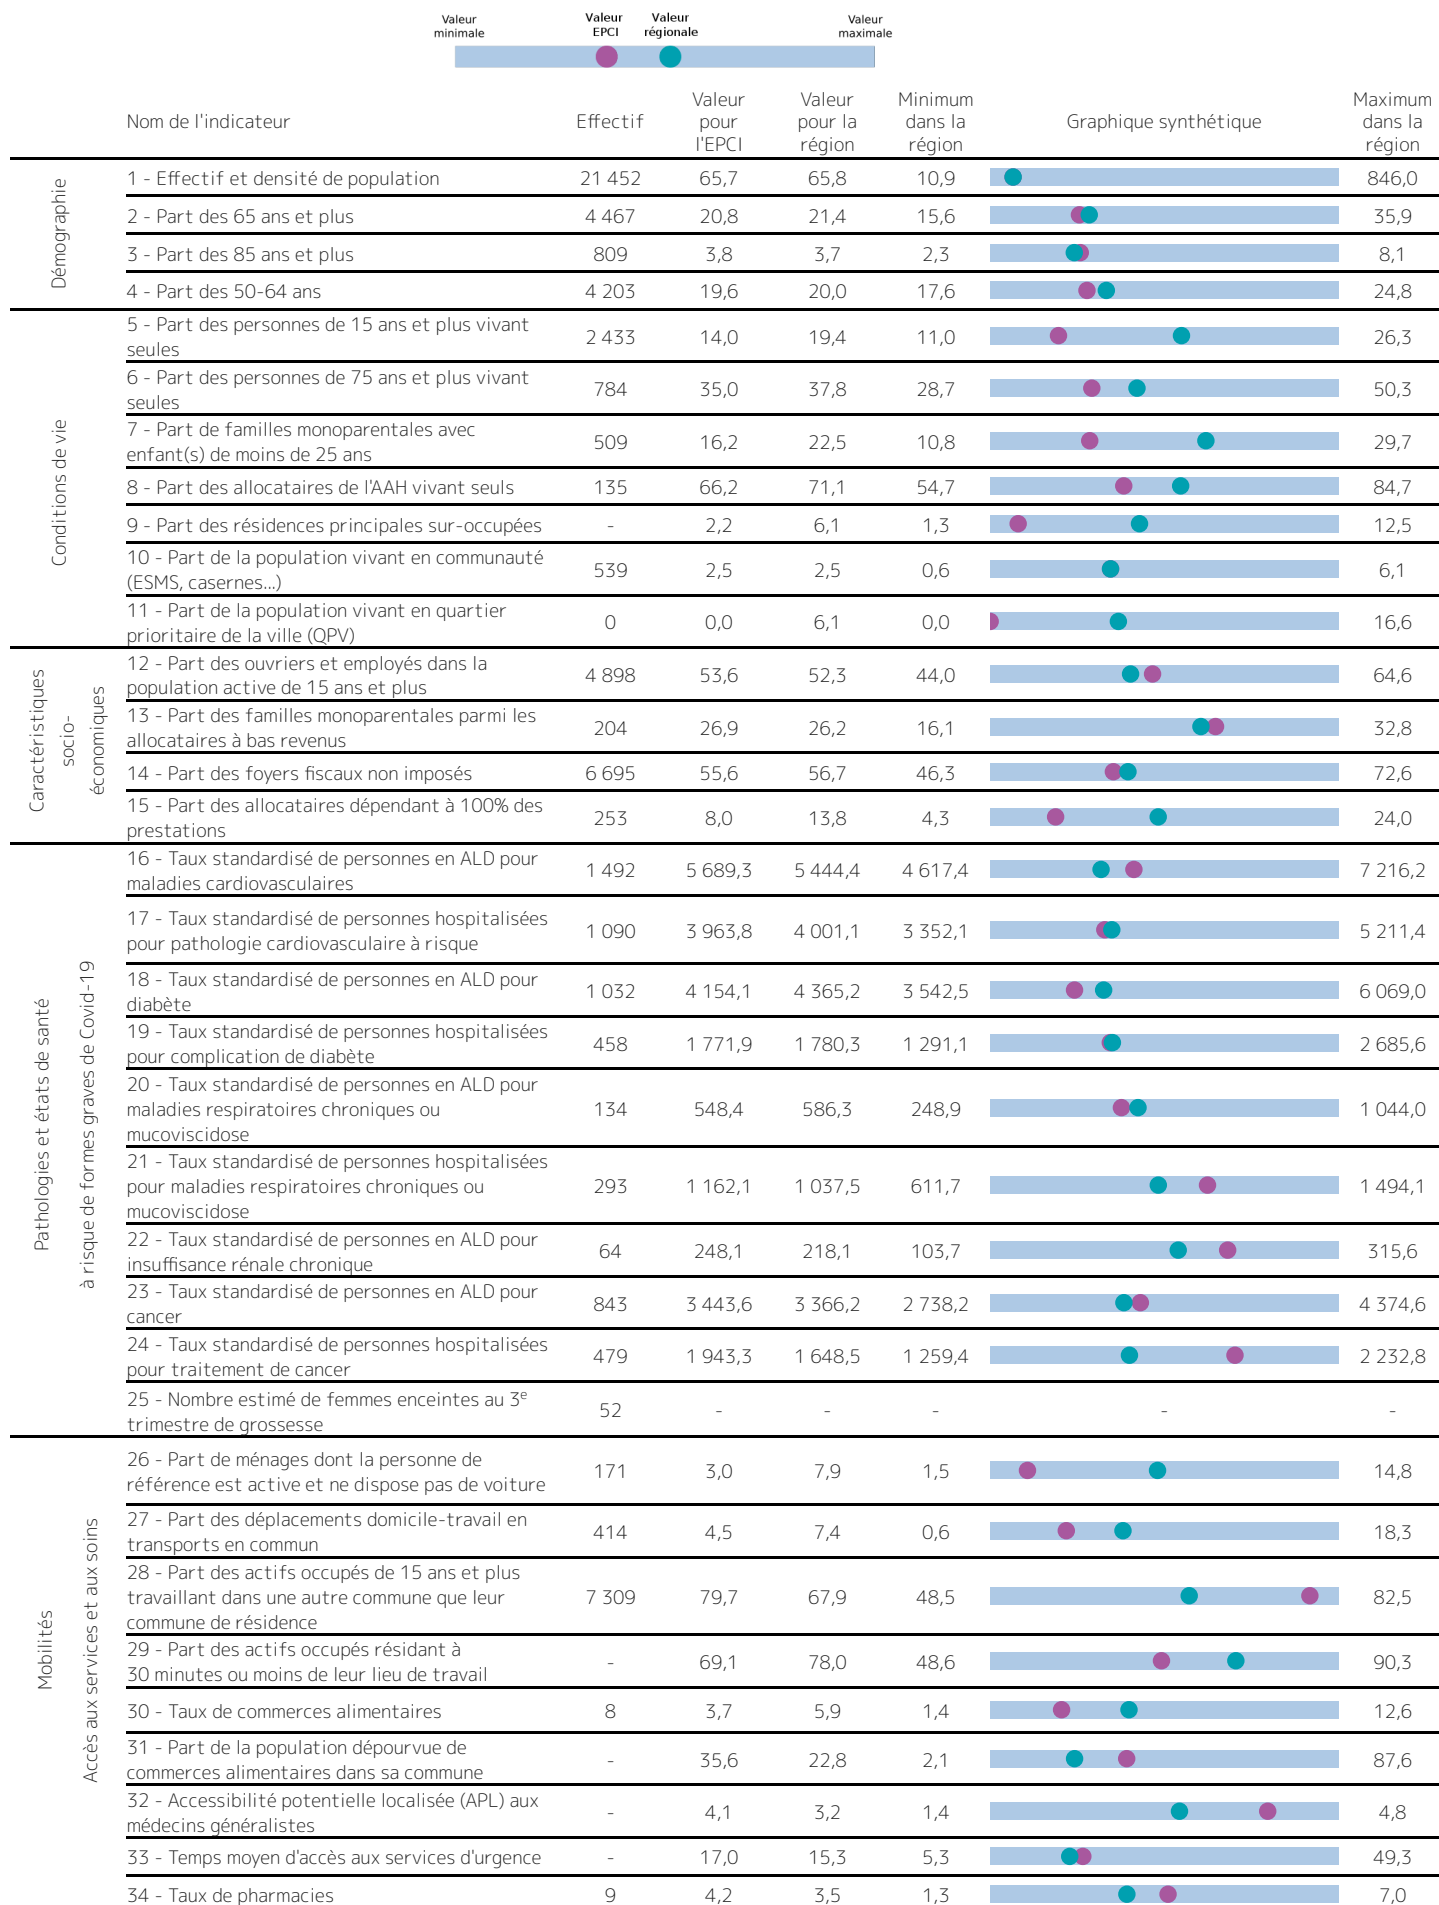 Valeur minimale
Valeur EPCI
Valeur régionale
Valeur maximale
Nom de l'indicateur
Effectif
Valeur pour l'EPCI
Valeur pour la région
Minimum dans la région
Graphique synthétique
Maximum dans la région
Démographie
1 - Effectif et densité de population 21 452 65,7 65,8 10,9 846,0
2 - Part des 65 ans et plus 4 467 20,8 21,4 15,6 35,9
3 - Part des 85 ans et plus 809 3,8 3,7 2,3 8,1
4 - Part des 50-64 ans 4 203 19,6 20,0 17,6 24,8
Conditions de vie
5 - Part des personnes de 15 ans et plus vivant
seules 2 433 14,0 19,4 11,0 26,3
6 - Part des personnes de 75 ans et plus vivant
seules 784 35,0 37,8 28,7 50,3
7 - Part de familles monoparentales avec
enfant(s) de moins de 25 ans 509 16,2 22,5 10,8 29,7
8 - Part des allocataires de l'AAH vivant seuls 135 66,2 71,1 54,7 84,7
9 - Part des résidences principales sur-occupées - 2,2 6,1 1,3 12,5
10 - Part de la population vivant en communauté
(ESMS, casernes...) 539 2,5 2,5 0,6 6,1
11 - Part de la population vivant en quartier
prioritaire de la ville (QPV) 0 0,0 6,1 0,0 16,6
Caractéristiques
socio-
économiques
12 - Part des ouvriers et employés dans la
population active de 15 ans et plus 4 898 53,6 52,3 44,0 64,6
13 - Part des familles monoparentales parmi les
allocataires à bas revenus 204 26,9 26,2 16,1 32,8
14 - Part des foyers fiscaux non imposés 6 695 55,6 56,7 46,3 72,6
15 - Part des allocataires dépendant à 100% des
prestations 253 8,0 13,8 4,3 24,0
Pathologies et états de santé
à risque de formes graves de Covid-19
16 - Taux standardisé de personnes en ALD pour
maladies cardiovasculaires 1 492 5 689,3 5 444,4 4 617,4 7 216,2
17 - Taux standardisé de personnes hospitalisées
pour pathologie cardiovasculaire à risque 1 090 3 963,8 4 001,1 3 352,1 5 211,4
18 - Taux standardisé de personnes en ALD pour
diabète 1 032 4 154,1 4 365,2 3 542,5 6 069,0
19 - Taux standardisé de personnes hospitalisées
pour complication de diabète 458 1 771,9 1 780,3 1 291,1 2 685,6
20 - Taux standardisé de personnes en ALD pour
maladies respiratoires chroniques ou 134 548,4 586,3 248,9 1 044,0
mucoviscidose
21 - Taux standardisé de personnes hospitalisées
pour maladies respiratoires chroniques ou 293 1 162,1 1 037,5 611,7 1 494,1
mucoviscidose
22 - Taux standardisé de personnes en ALD pour
insuffisance rénale chronique 64 248,1 218,1 103,7 315,6
23 - Taux standardisé de personnes en ALD pour
cancer 843 3 443,6 3 366,2 2 738,2 4 374,6
24 - Taux standardisé de personnes hospitalisées
pour traitement de cancer 479 1 943,3 1 648,5 1 259,4 2 232,8
25 - Nombre estimé de femmes enceintes au 3e
trimestre de grossesse 52 - - - - -
Mobilités
Accès aux services et aux soins
26 - Part de ménages dont la personne de
référence est active et ne dispose pas de voiture 171 3,0 7,9 1,5 14,8
27 - Part des déplacements domicile-travail en
transports en commun 414 4,5 7,4 0,6 18,3
28 - Part des actifs occupés de 15 ans et plus
travaillant dans une autre commune que leur 7 309 79,7 67,9 48,5 82,5
commune de résidence
29 - Part des actifs occupés résidant à
30 minutes ou moins de leur lieu de travail - 69,1 78,0 48,6 90,3
30 - Taux de commerces alimentaires 8 3,7 5,9 1,4 12,6
31 - Part de la population dépourvue de
commerces alimentaires dans sa commune - 35,6 22,8 2,1 87,6
32 - Accessibilité potentielle localisée (APL) aux
médecins généralistes - 4,1 3,2 1,4 4,8
33 - Temps moyen d'accès aux services d'urgence - 17,0 15,3 5,3 49,3
34 - Taux de pharmacies 9 4,2 3,5 1,3 7,0